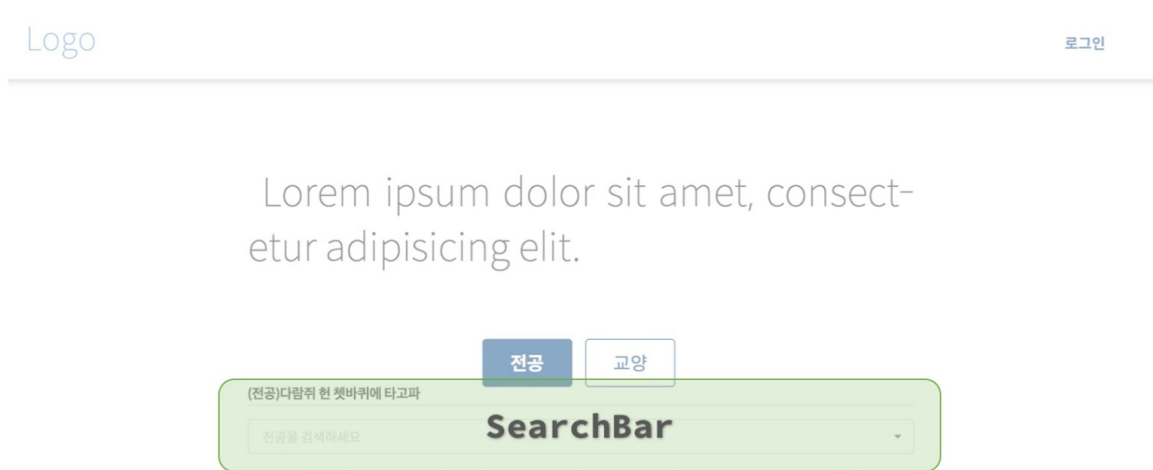 Logo
로그인
Lorem ipsum dolor sit amet, consect-
etur adipisicing elit.
전공 교양
(전공)다람쥐 헌 쳇바퀴에 타고파
전공을 검색하세요
SearchBar